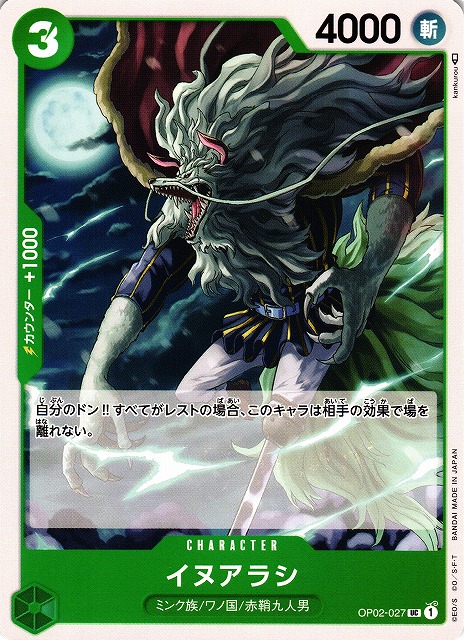 3
4000 斬
kankurou
カウンター +1000
自分のドン!!すべてがレストの場合、このキャラは相手の効果で場を
離れない。
CHARACTER
イヌアラシ
ミンク族/ワノ国/赤鞘九人男
OP02-027 UC 1
©EO/S ©O/S・F・T BANDAI MADE IN JAPAN